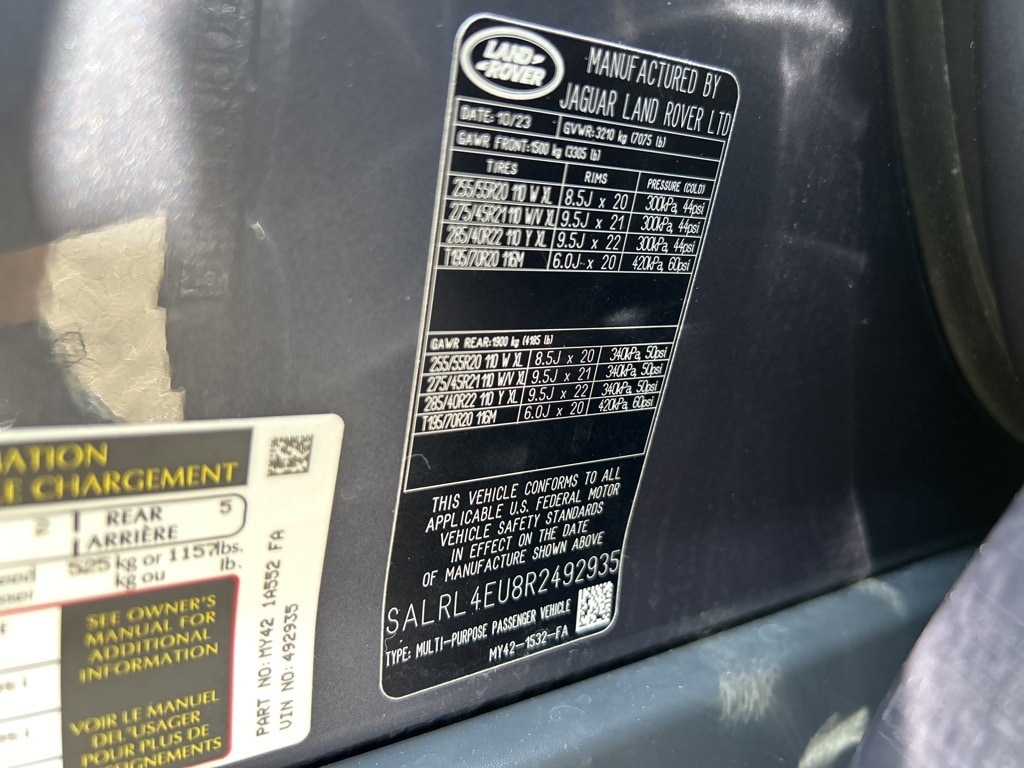 LAND
ROVER
MANUFACTURED BY
JAGUAR LAND ROVER LTD
DATE: 10/23 GVWR: 3210 kg (7075 lb)
GAWR FRONT: 1500 kg (3305 lb)
TIRES RIMS PRESSURE (COLD)
255/55R20 110 W XL 8.5J x 20 300kPa, 44psi
275/45R21 110 W/V XL 9.5J x 21 300kPa, 44psi
285/40R22 110 Y XL 9.5J x 22 300kPa, 44psi
T195/70R20 116M 6.0J x 20 420kPa, 60psi
GAWR REAR: 1900 kg (4185 lb)
255/55R20 110 W XL 8.5J x 20 340kPa, 50psi
275/45R21 110 W/V XL 9.5J x 21 340kPa, 50psi
285/40R22 110 Y XL 9.5J x 22 340kPa, 50psi
T195/70R20 116M 6.0J x 20 420kPa, 60psi
THIS VEHICLE CONFORMS TO ALL
APPLICABLE U.S. FEDERAL MOTOR
VEHICLE SAFETY STANDARDS
IN EFFECT ON THE DATE
OF MANUFACTURE SHOWN ABOVE
SALRL4EU8R2492935
TYPE: MULTI-PURPOSE PASSENGER VEHICLE
MY42-1532-FA
MATION
E CHARGEMENT
2 REAR 5
ARRIÈRE
525 kg or 1157 lbs.
kg ou lb.
SEE OWNER'S
MANUAL FOR
ADDITIONAL
INFORMATION
VOIR LE MANUEL
DE L'USAGER
POUR PLUS DE
IGNEMENTS
PART NO: MY42 1A552 FA
VIN NO: 492935